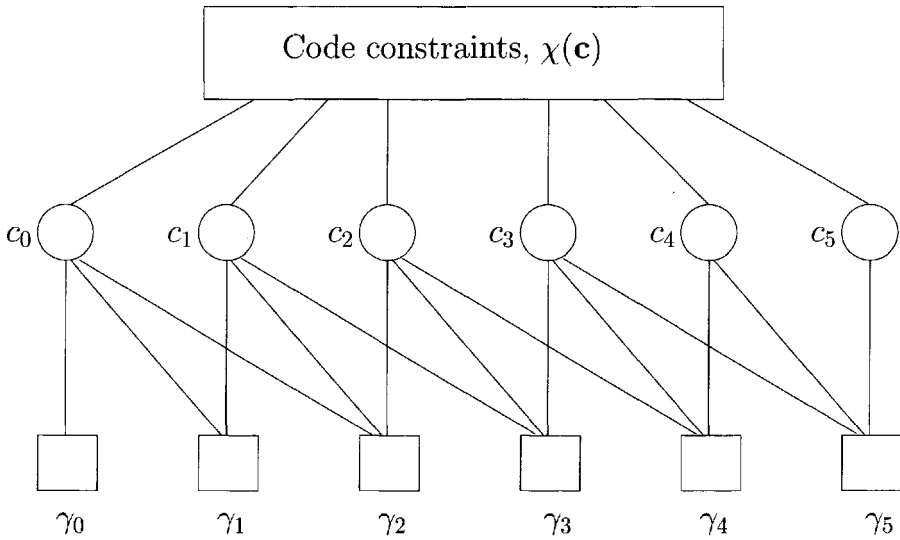 Code constraints, χ(c)
c₀ c₁ c₂ c₃ c₄ c₅
γ₀ γ₁ γ₂ γ₃ γ₄ γ₅